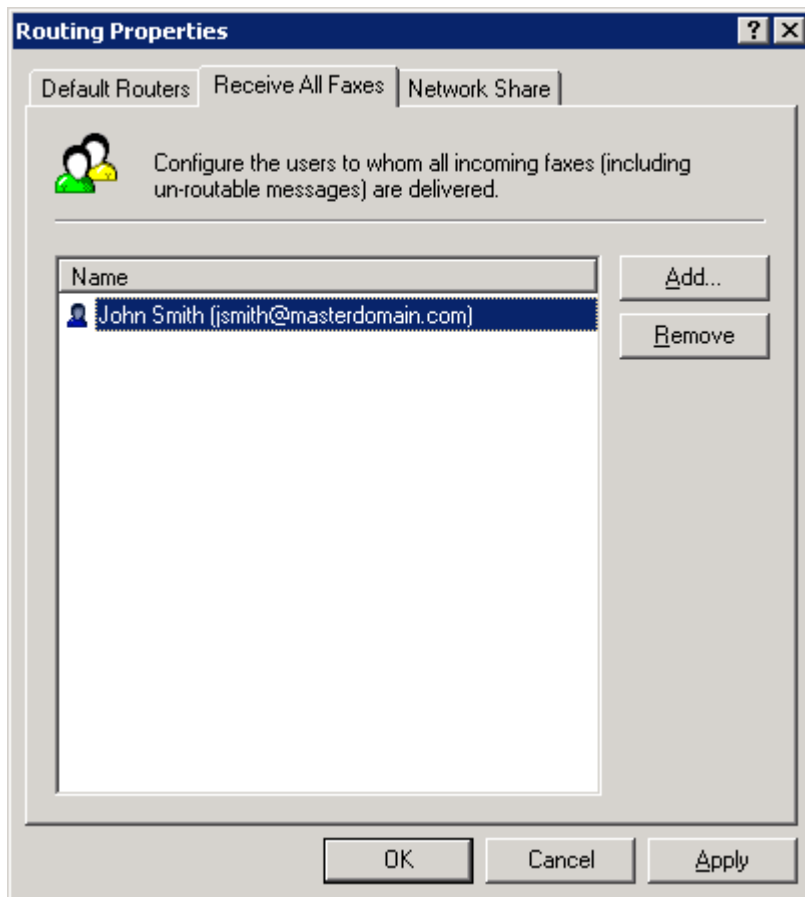 Routing Properties
Default Routers
Receive All Faxes
Network Share
Configure the users to whom all incoming faxes (including
un-routable messages) are delivered.
Name
Add...
John Smith (jsmith@masterdomain.com)
Remove
OK
Cancel
Apply